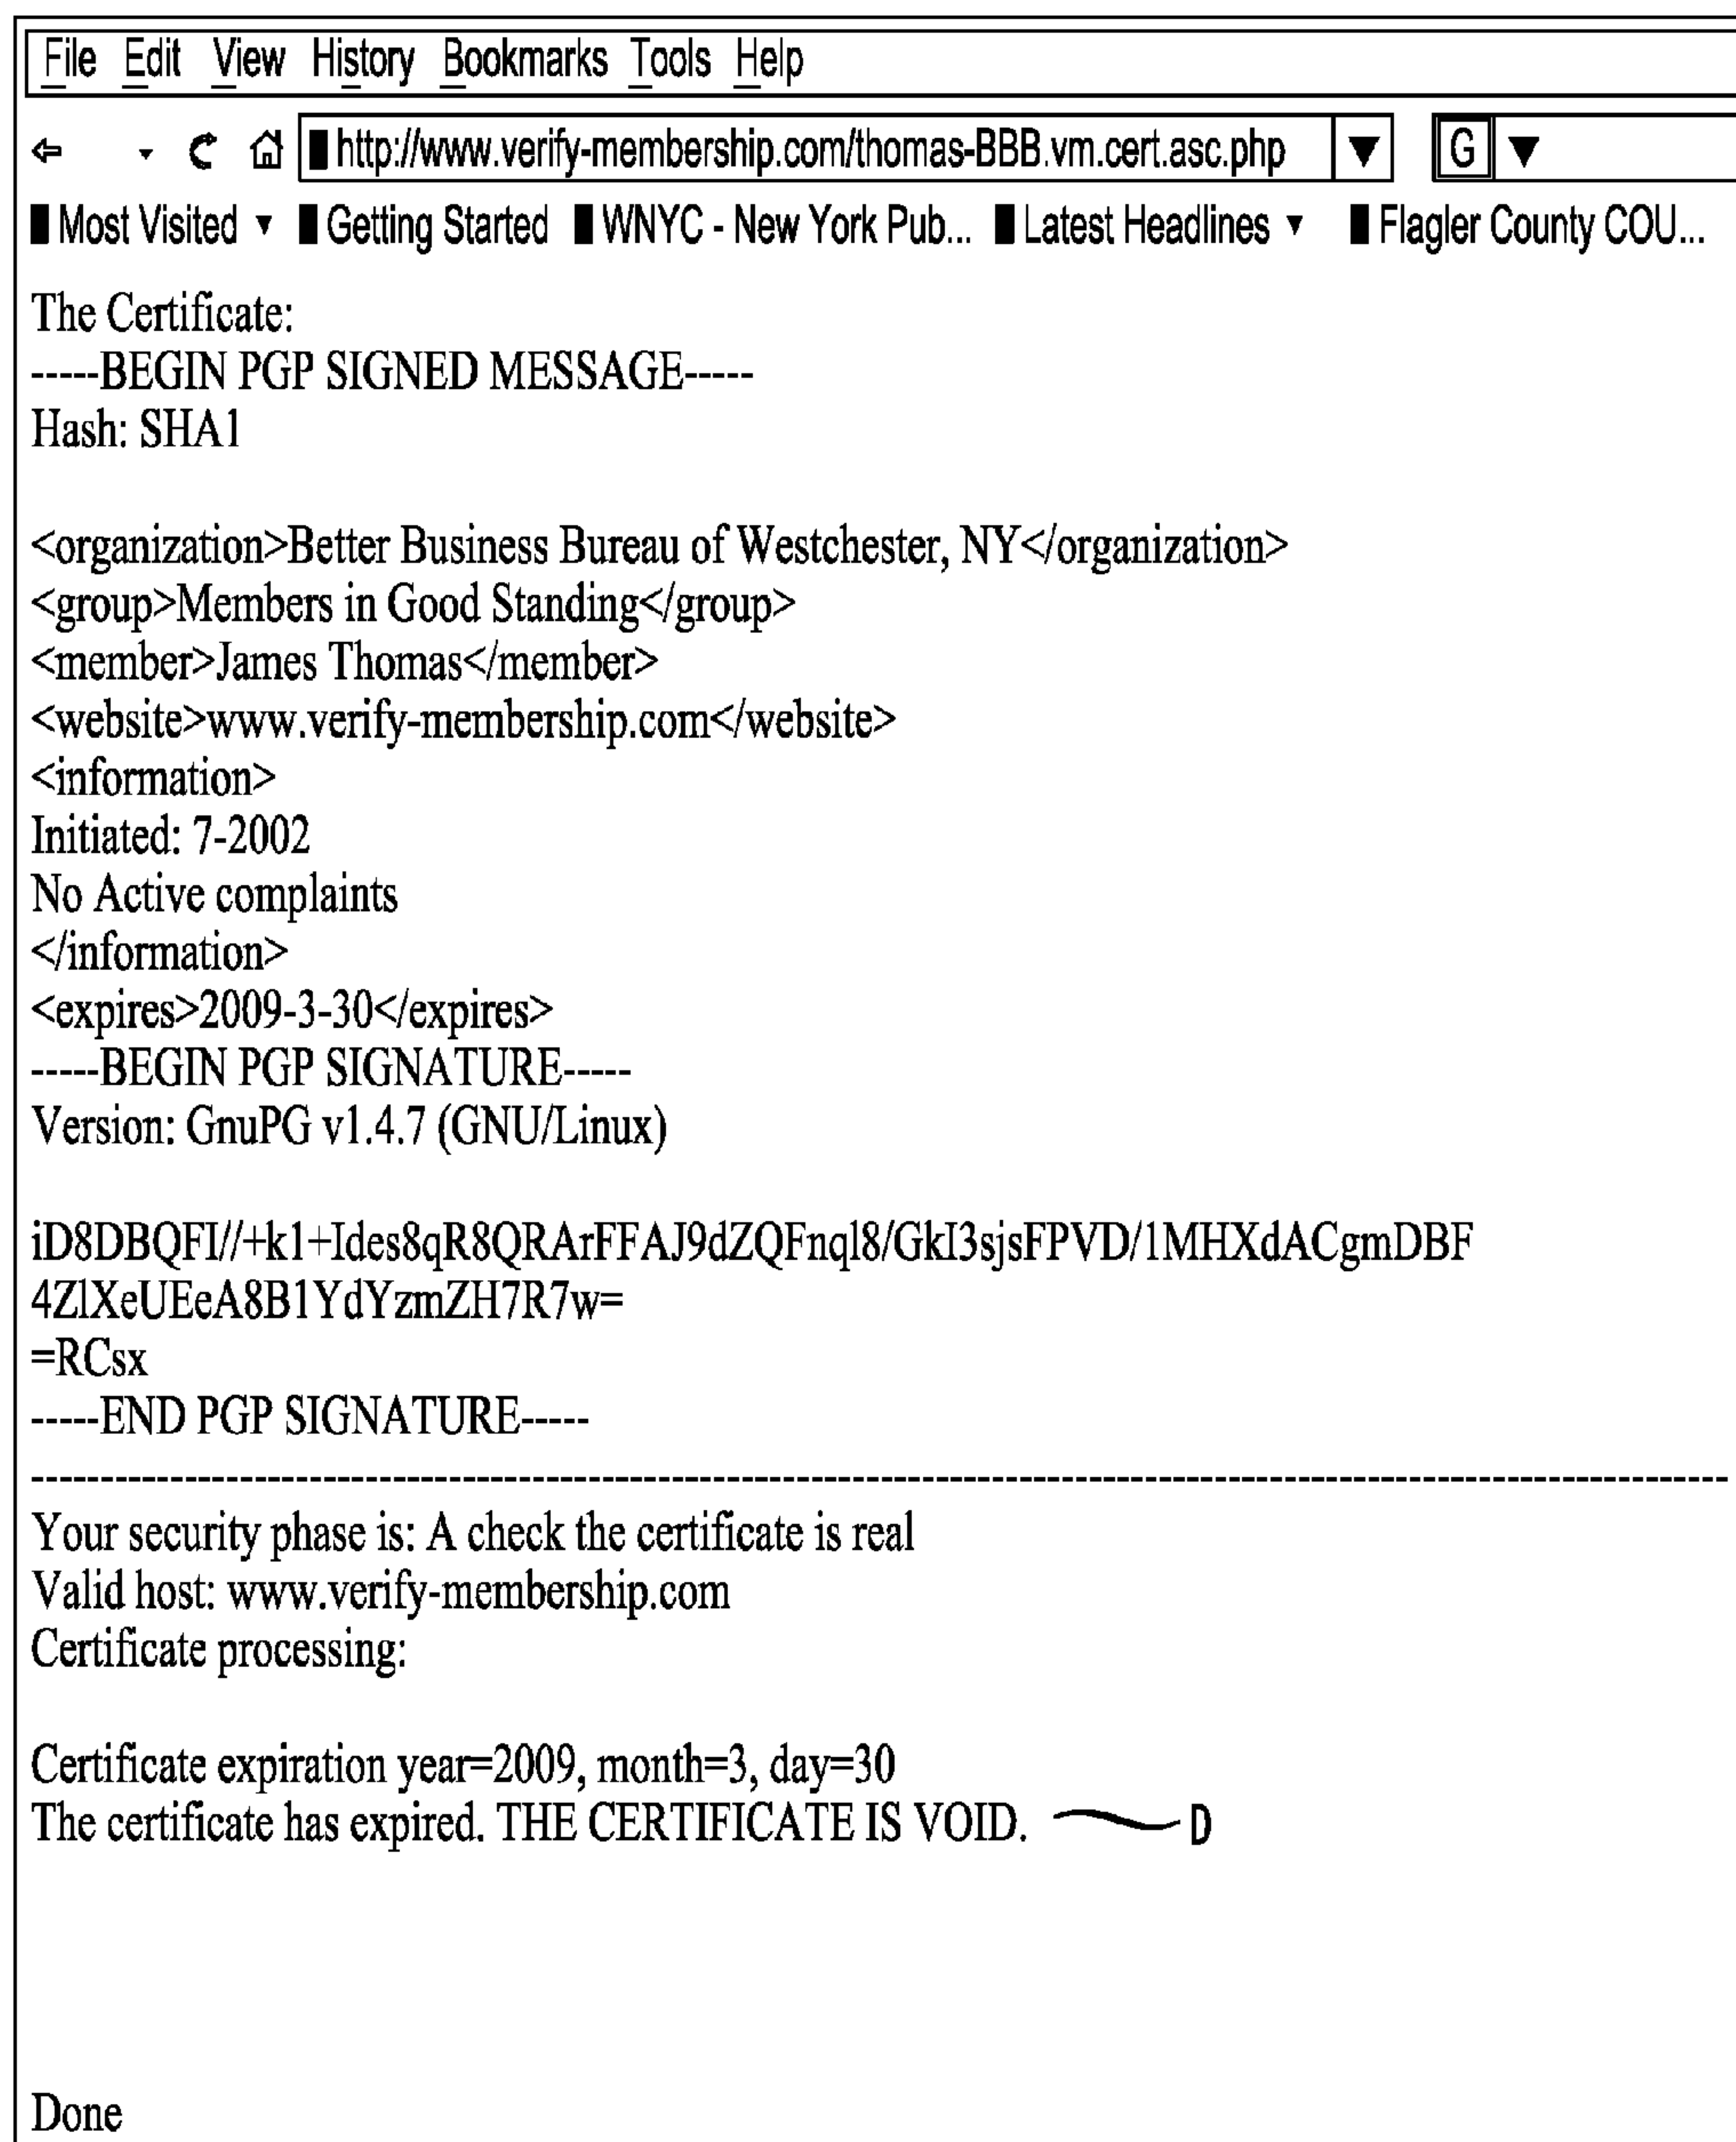 File Edit View History Bookmarks Tools Help
http://www.verify-membership.com/thomas-BBB.vm.cert.asc.php G
Most Visited Getting Started WNYC - New York Pub... Latest Headlines Flagler County COU...
The Certificate:
-----BEGIN PGP SIGNED MESSAGE-----
Hash: SHA1
<organization>Better Business Bureau of Westchester, NY</organization>
<group>Members in Good Standing</group>
<member>James Thomas</member>
<website>www.verify-membership.com</website>
<information>
Initiated: 7-2002
No Active complaints
</information>
<expires>2009-3-30</expires>
-----BEGIN PGP SIGNATURE-----
Version: GnuPG v1.4.7 (GNU/Linux)
iD8DBQFI//+k1+Ides8qR8QRArFFAJ9dZQFnql8/GkI3sjsFPVD/1MHXdACgmDBF
4ZlXeUEeA8B1YdYzmZH7R7w=
=RCsx
-----END PGP SIGNATURE-----
Your security phase is: A check the certificate is real
Valid host: www.verify-membership.com
Certificate processing:
Certificate expiration year=2009, month=3, day=30
The certificate has expired. THE CERTIFICATE IS VOID. D
Done